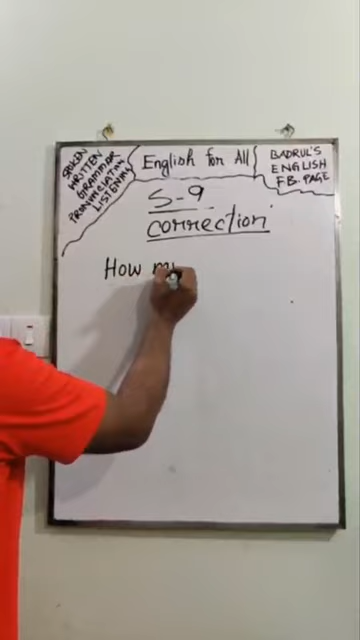 SPOKEN
WRITTEN
GRAMMAR
PRONUNCIATION
LISTENING
English for All
BADRUL'S
ENGLISH
FB. PAGE
S-9
correction
How